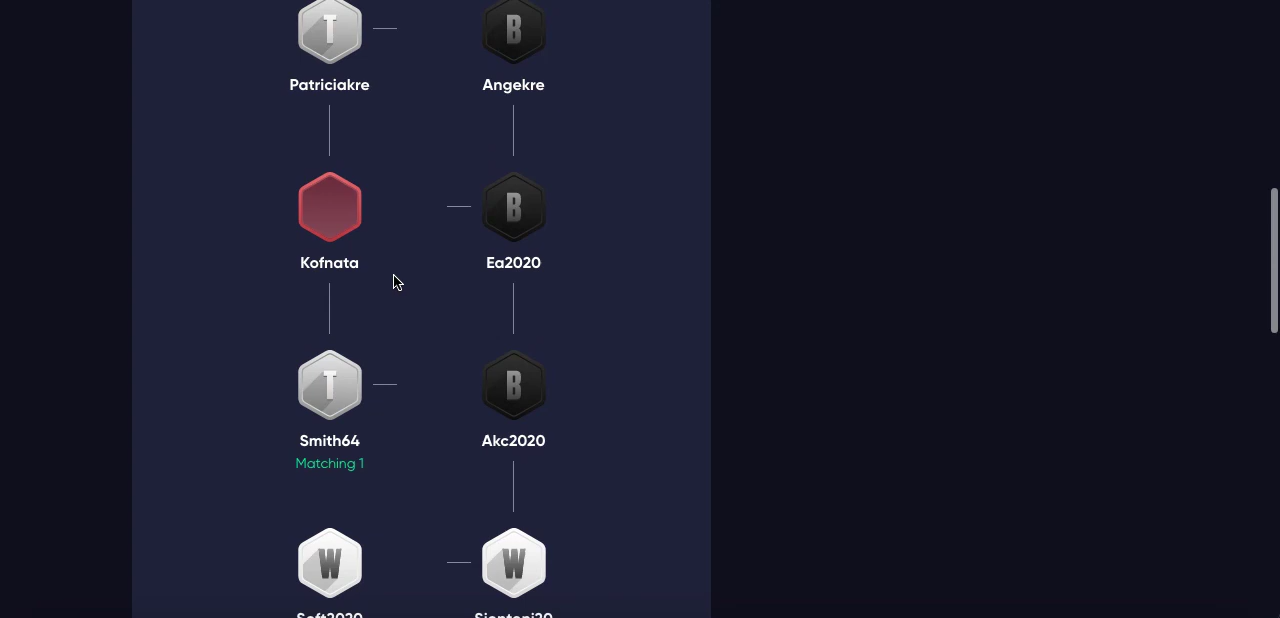 T B
Patriciakre Angekre
B
Kofnata Ea2020
T B
Smith64 Akc2020
Matching 1
W W